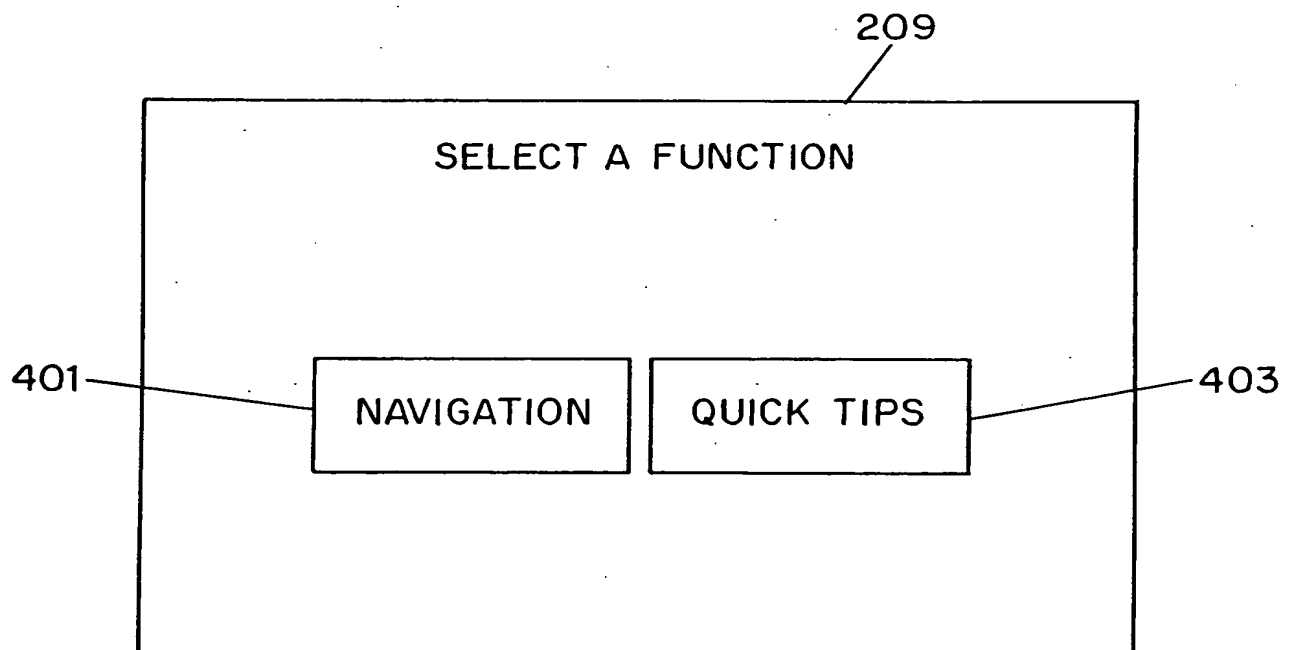 209
SELECT A FUNCTION
401
NAVIGATION
QUICK TIPS
403